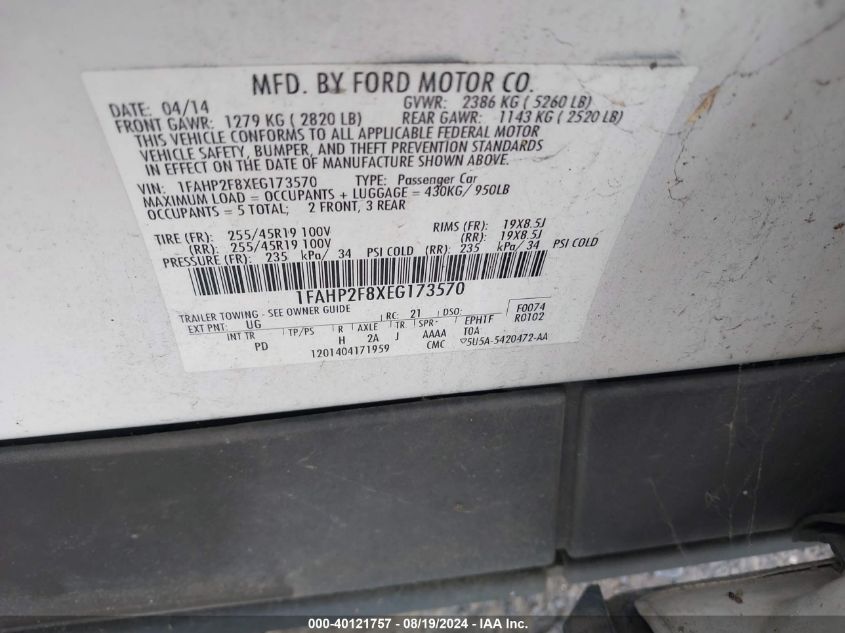 MFD. BY FORD MOTOR CO.
DATE: 04/14 GVWR: 2386 KG ( 5260 LB)
FRONT GAWR: 1279 KG ( 2820 LB) REAR GAWR: 1143 KG ( 2520 LB)
THIS VEHICLE CONFORMS TO ALL APPLICABLE FEDERAL MOTOR
VEHICLE SAFETY, BUMPER, AND THEFT PREVENTION STANDARDS
IN EFFECT ON THE DATE OF MANUFACTURE SHOWN ABOVE.
VIN: 1FAHP2F8XEG173570 TYPE: Passenger Car
MAXIMUM LOAD = OCCUPANTS + LUGGAGE = 430KG/ 950LB
OCCUPANTS = 5 TOTAL; 2 FRONT, 3 REAR
TIRE (FR): 255/45R19 100V RIMS (FR): 19X8.5J
(RR): 255/45R19 100V (RR): 19X8.5J
PRESSURE (FR): 235 kPa/ 34 PSI COLD (RR): 235 kPa/ 34 PSI COLD
1FAHP2F8XEG173570
TRAILER TOWING - SEE OWNER GUIDE
EXT PNT: UG RC: 21 DSO: F0074
INT TR TP/PS R AXLE TR SPR EPHTF R0102
PD H 2A J AAAA T0A
1201404171959 CMC 5U5A-5420472-AA
000-40121757 - 08/19/2024 - IAA Inc.